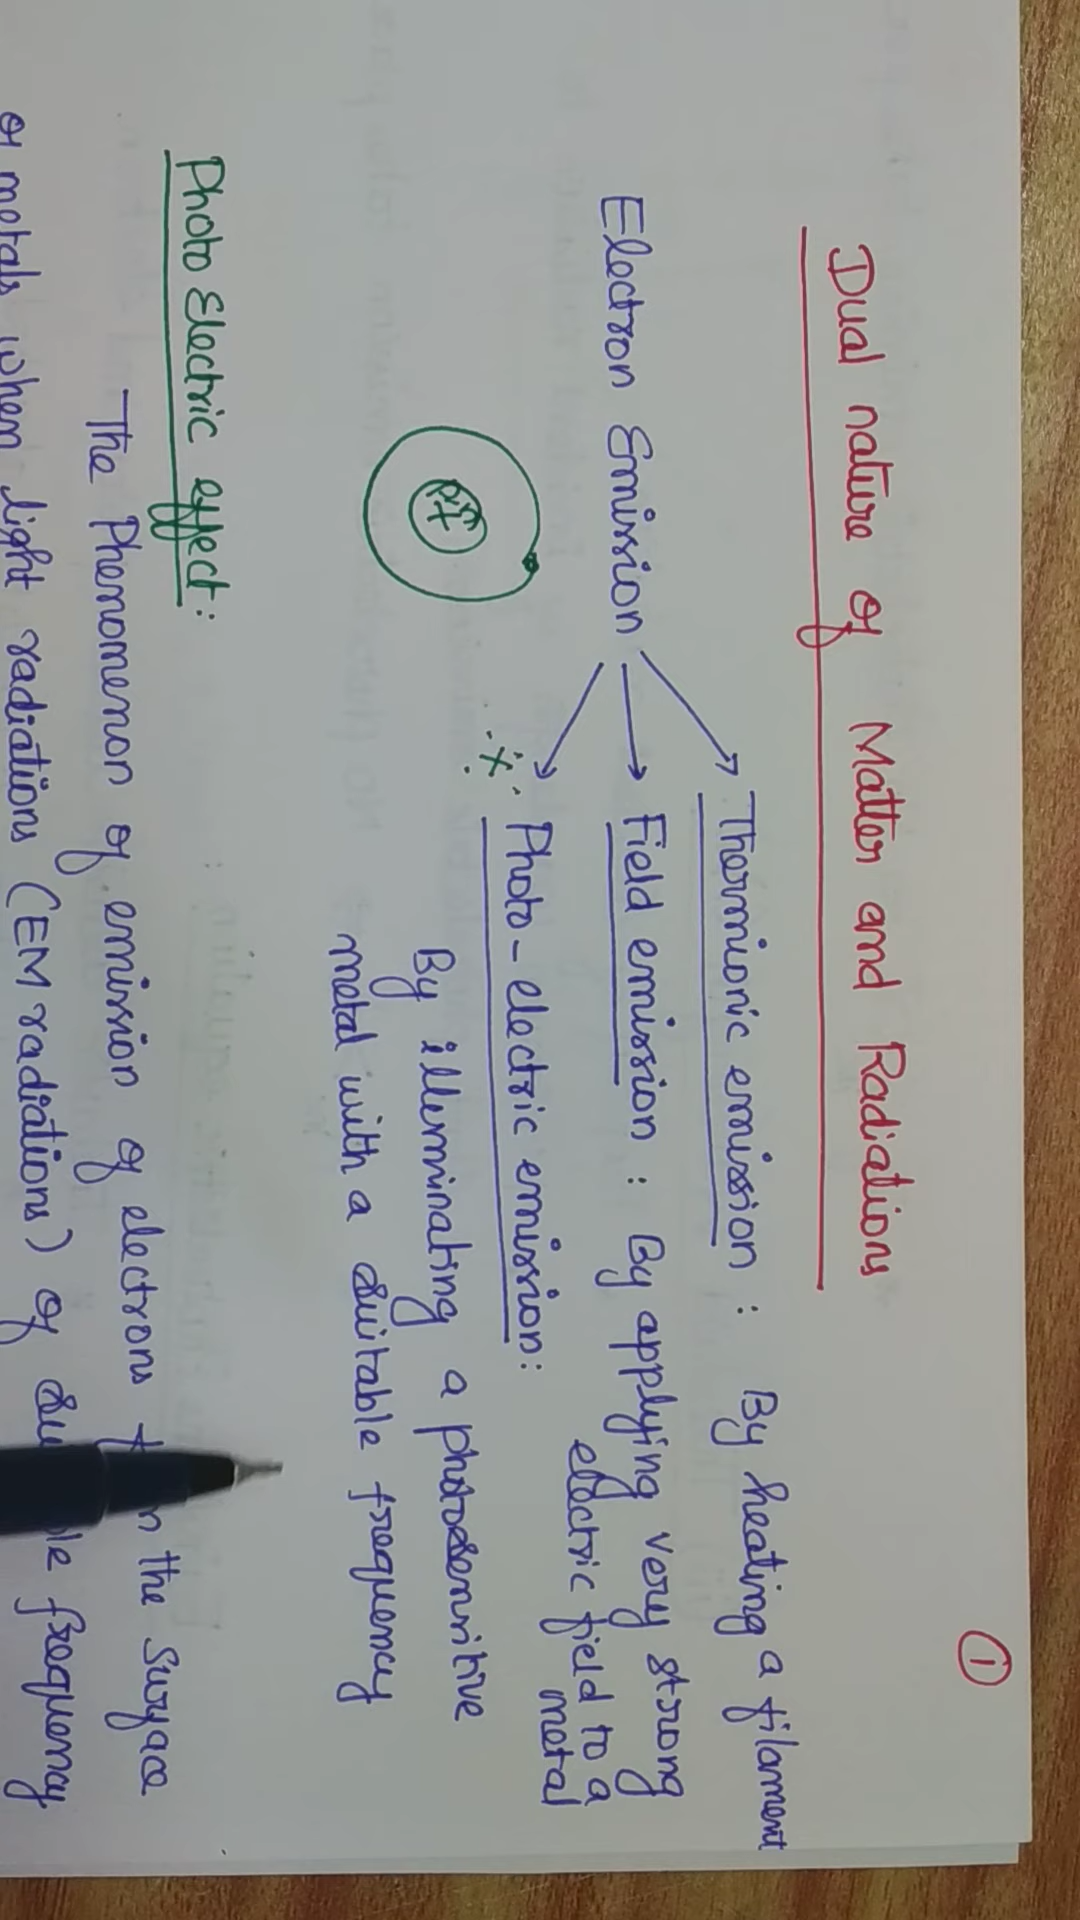 ①
Dual nature of Matter and Radiations
Thermionic emission : By heating a filament
Electron Emission
Field emission : By applying very strong
electric field to a
metal
Photo-electric emission:
By illuminating a photosensitive
metal with a suitable frequency
Photo Electric effect:
The Phenomenon of emission of electrons the surface
of metals when light radiations (EM radiations) of frequency